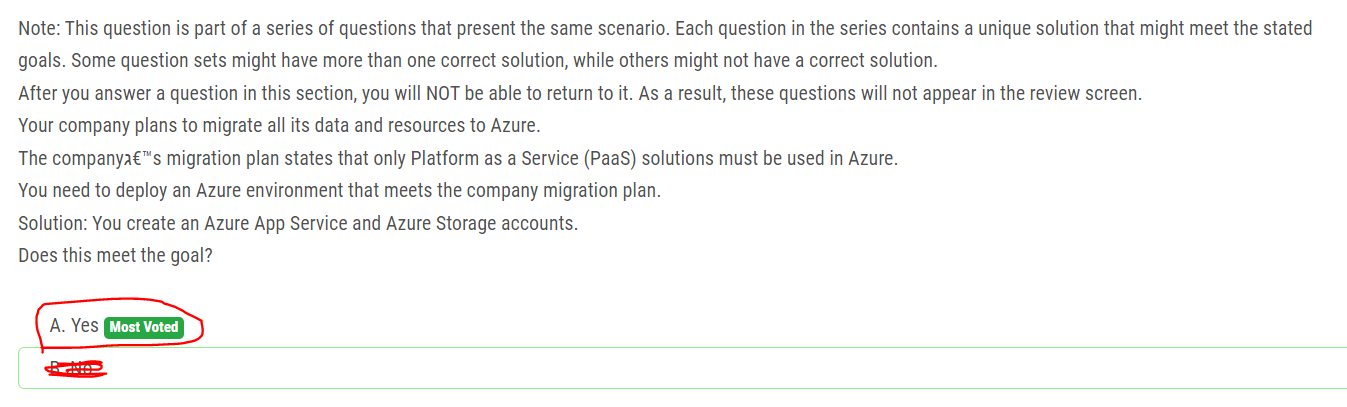 Note: This question is part of a series of questions that present the same scenario. Each question in the series contains a unique solution that might meet the stated
goals. Some question sets might have more than one correct solution, while others might not have a correct solution.
After you answer a question in this section, you will NOT be able to return to it. As a result, these questions will not appear in the review screen.
Your company plans to migrate all its data and resources to Azure.
The companyג€™s migration plan states that only Platform as a Service (PaaS) solutions must be used in Azure.
You need to deploy an Azure environment that meets the company migration plan.
Solution: You create an Azure App Service and Azure Storage accounts.
Does this meet the goal?
A. Yes Most Voted
B. No